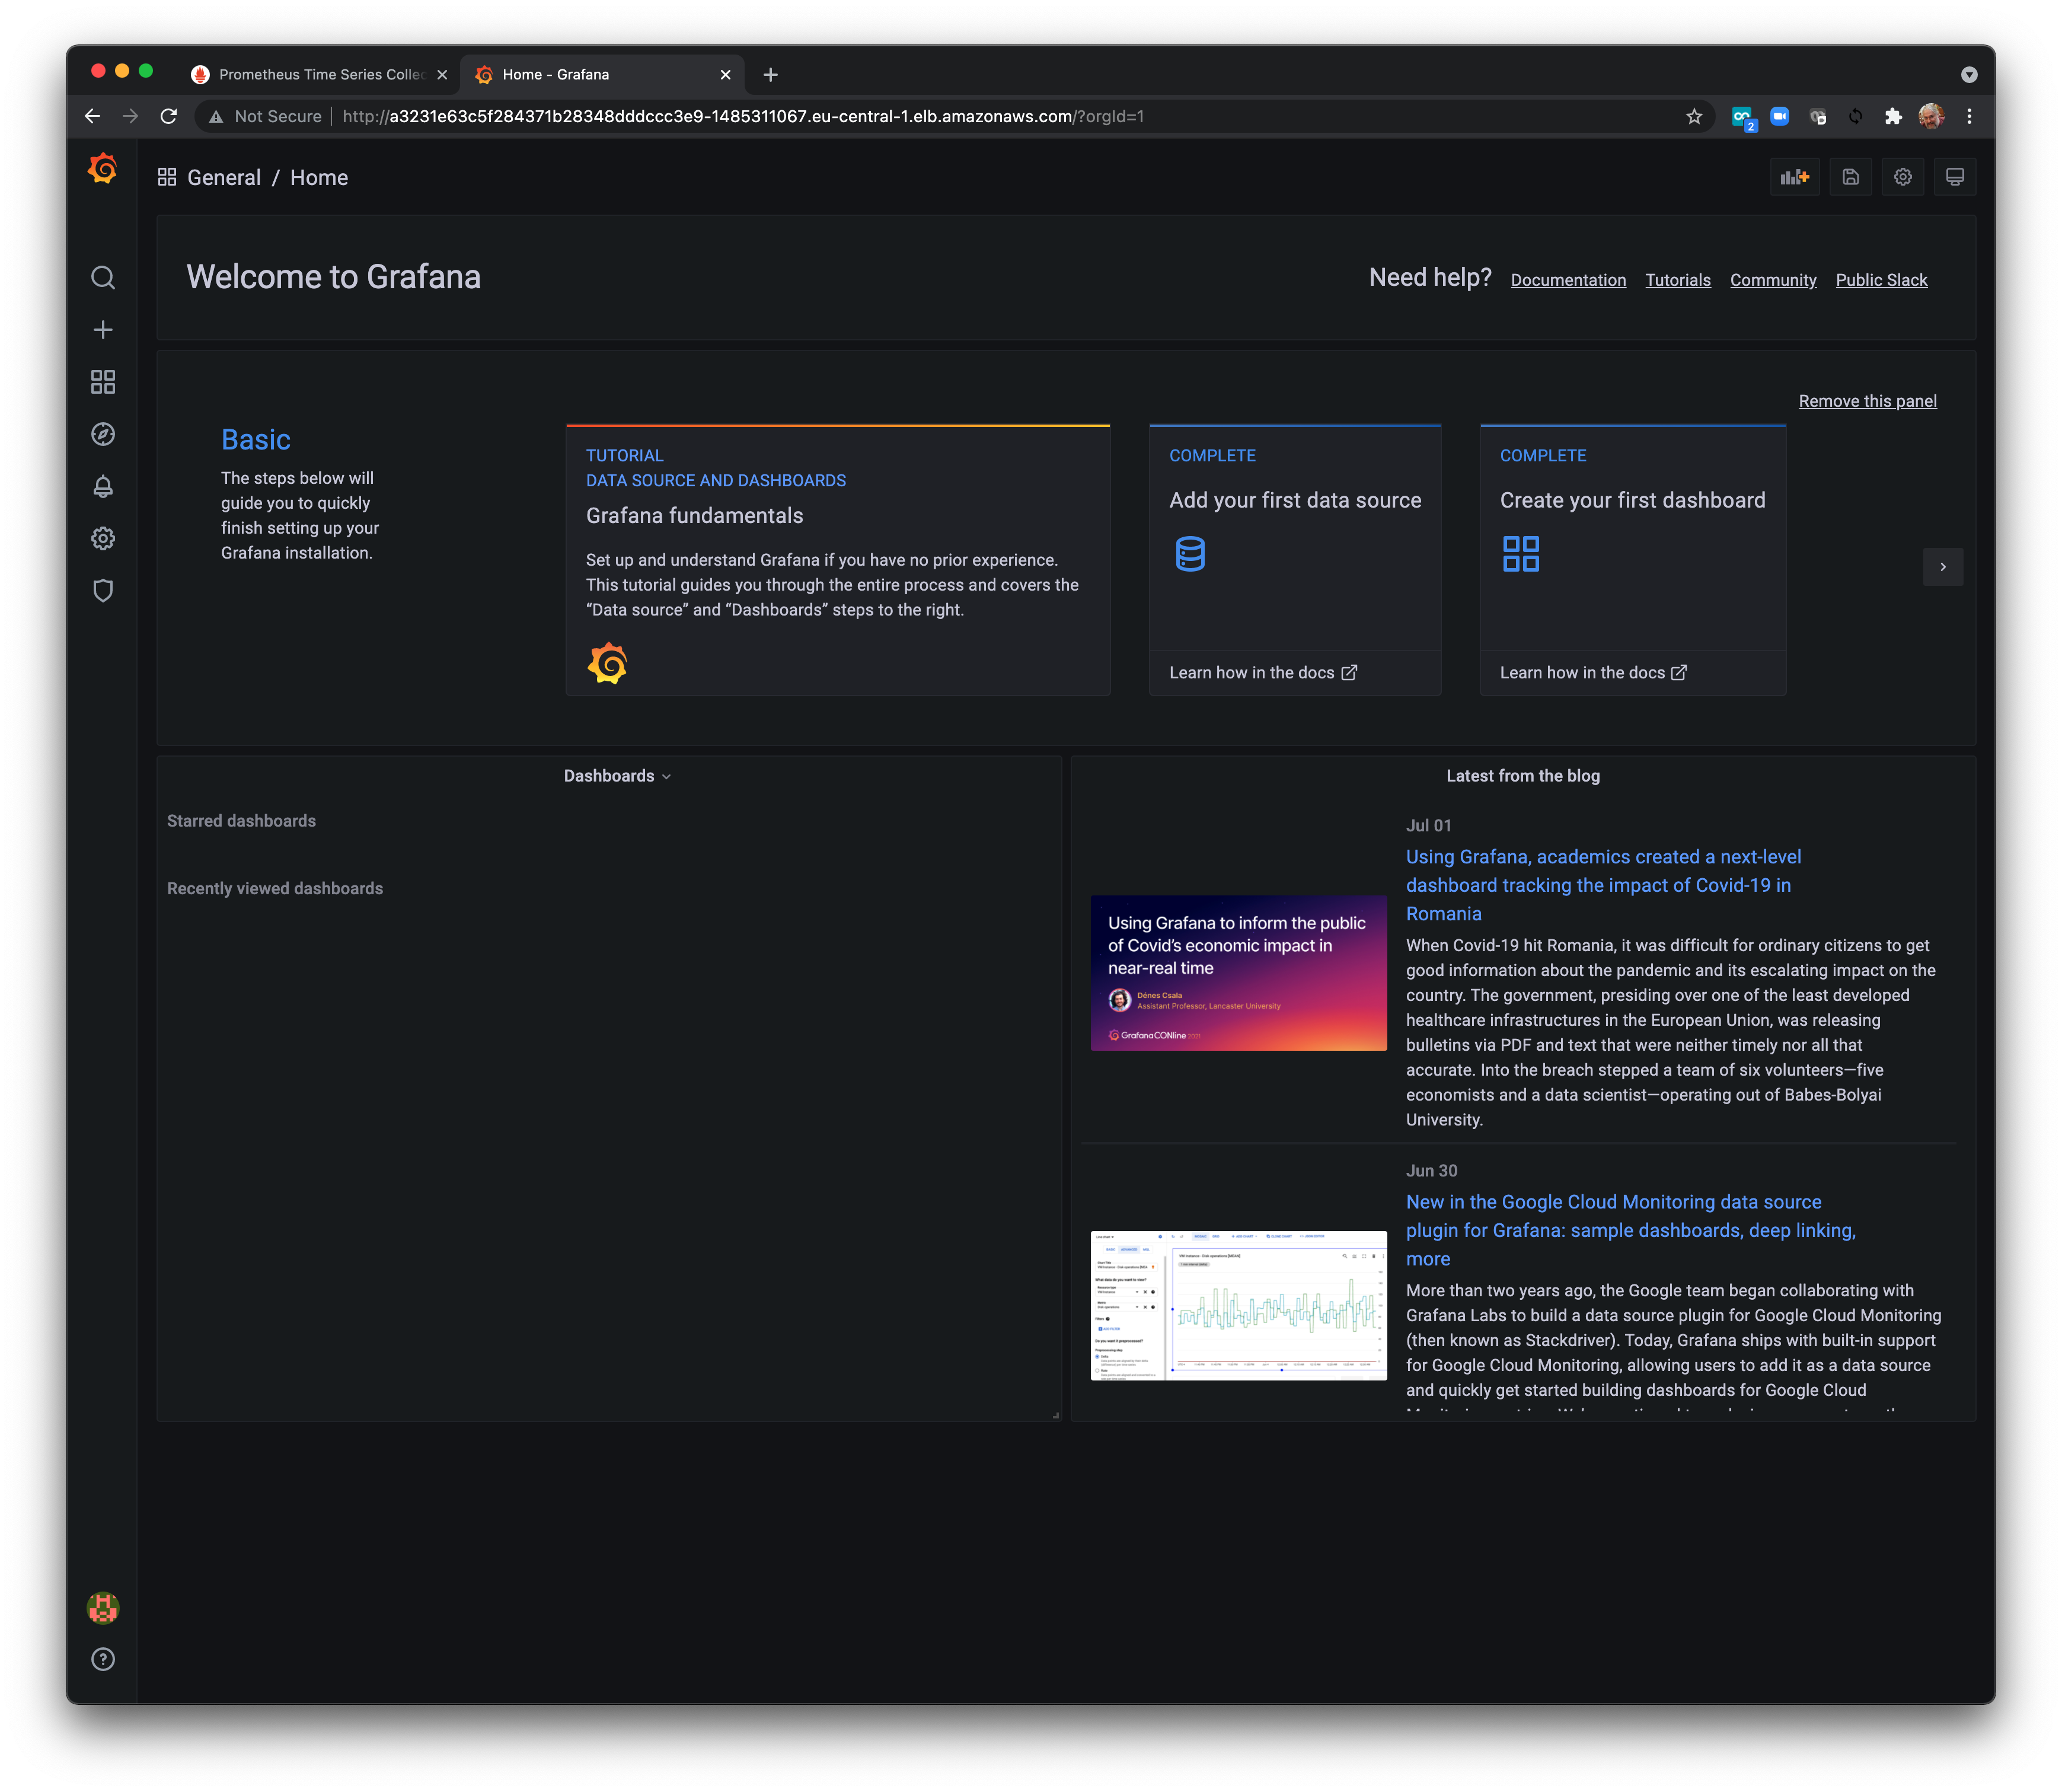 Prometheus Time Series Collec
Home - Grafana
Not Secure
http://a3231e63c5f284371b28348dddccc3e9-1485311067.eu-central-1.elb.amazonaws.com/?orgId=1
2
General / Home
Welcome to Grafana
Need help? Documentation Tutorials Community Public Slack
Remove this panel
Basic
The steps below will
guide you to quickly
finish setting up your
Grafana installation.
TUTORIAL
DATA SOURCE AND DASHBOARDS
Grafana fundamentals
Set up and understand Grafana if you have no prior experience.
This tutorial guides you through the entire process and covers the
“Data source” and “Dashboards” steps to the right.
COMPLETE
Add your first data source
Learn how in the docs
COMPLETE
Create your first dashboard
Learn how in the docs
Dashboards
Starred dashboards
Recently viewed dashboards
Latest from the blog
Using Grafana to inform the public
of Covid’s economic impact in
near-real time
Dénes Csala
Assistant Professor, Lancaster University
GrafanaCONline 2021
Jul 01
Using Grafana, academics created a next-level
dashboard tracking the impact of Covid-19 in
Romania
When Covid-19 hit Romania, it was difficult for ordinary citizens to get
good information about the pandemic and its escalating impact on the
country. The government, presiding over one of the least developed
healthcare infrastructures in the European Union, was releasing
bulletins via PDF and text that were neither timely nor all that
accurate. Into the breach stepped a team of six volunteers—five
economists and a data scientist—operating out of Babes-Bolyai
University.
Jun 30
New in the Google Cloud Monitoring data source
plugin for Grafana: sample dashboards, deep linking,
more
More than two years ago, the Google team began collaborating with
Grafana Labs to build a data source plugin for Google Cloud Monitoring
(then known as Stackdriver). Today, Grafana ships with built-in support
for Google Cloud Monitoring, allowing users to add it as a data source
and quickly get started building dashboards for Google Cloud